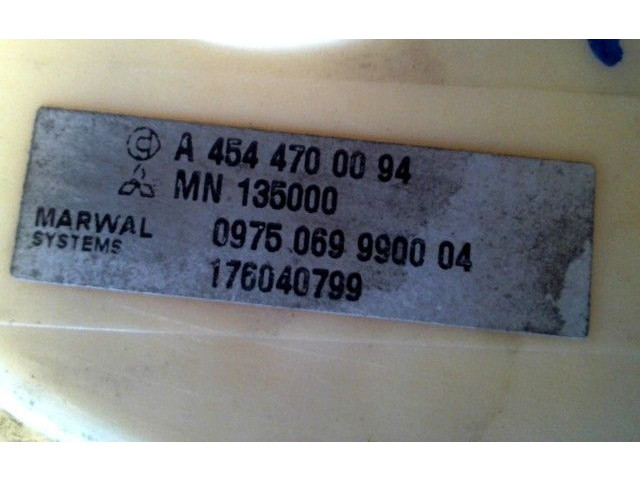 A 454 470 00 94
MN 135000
MARWAL
SYSTEMS
0975 069 9900 04
176040799